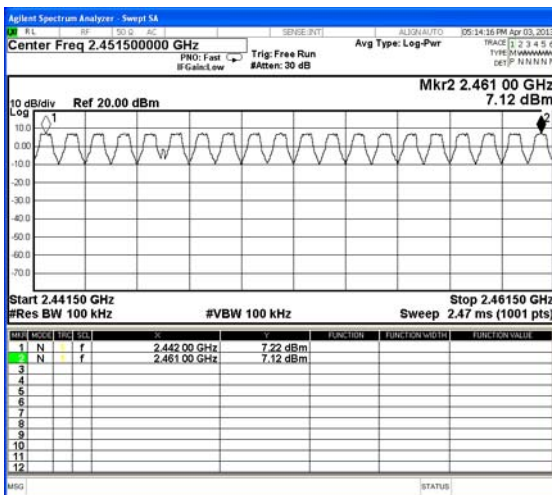 Agilent Spectrum Analyzer - Swept SA
RL RF 50 Ω AC SENSE:INT ALIGNAUTO 05:14:16 PM Apr 03, 2013
Center Freq 2.451500000 GHz Avg Type: Log-Pwr TRACE 1 2 3 4 5 6
PNO: Fast Trig: Free Run TYPE M
IFGain:Low #Atten: 30 dB DET P N N N N
Mkr2 2.461 00 GHz
10 dB/div Ref 20.00 dBm 7.12 dBm
Log
1 2
10.0
0.00
-10.0
-20.0
-30.0
-40.0
-50.0
-60.0
-70.0
Start 2.44150 GHz Stop 2.46150 GHz
#Res BW 100 kHz #VBW 100 kHz Sweep 2.47 ms (1001 pts)
MKR MODE TRC SCL X Y FUNCTION FUNCTION WIDTH FUNCTION VALUE
1 N 1 f 2.442 00 GHz 7.22 dBm
2 N 1 f 2.461 00 GHz 7.12 dBm
3
4
5
6
7
8
9
10
11
12
MSG STATUS